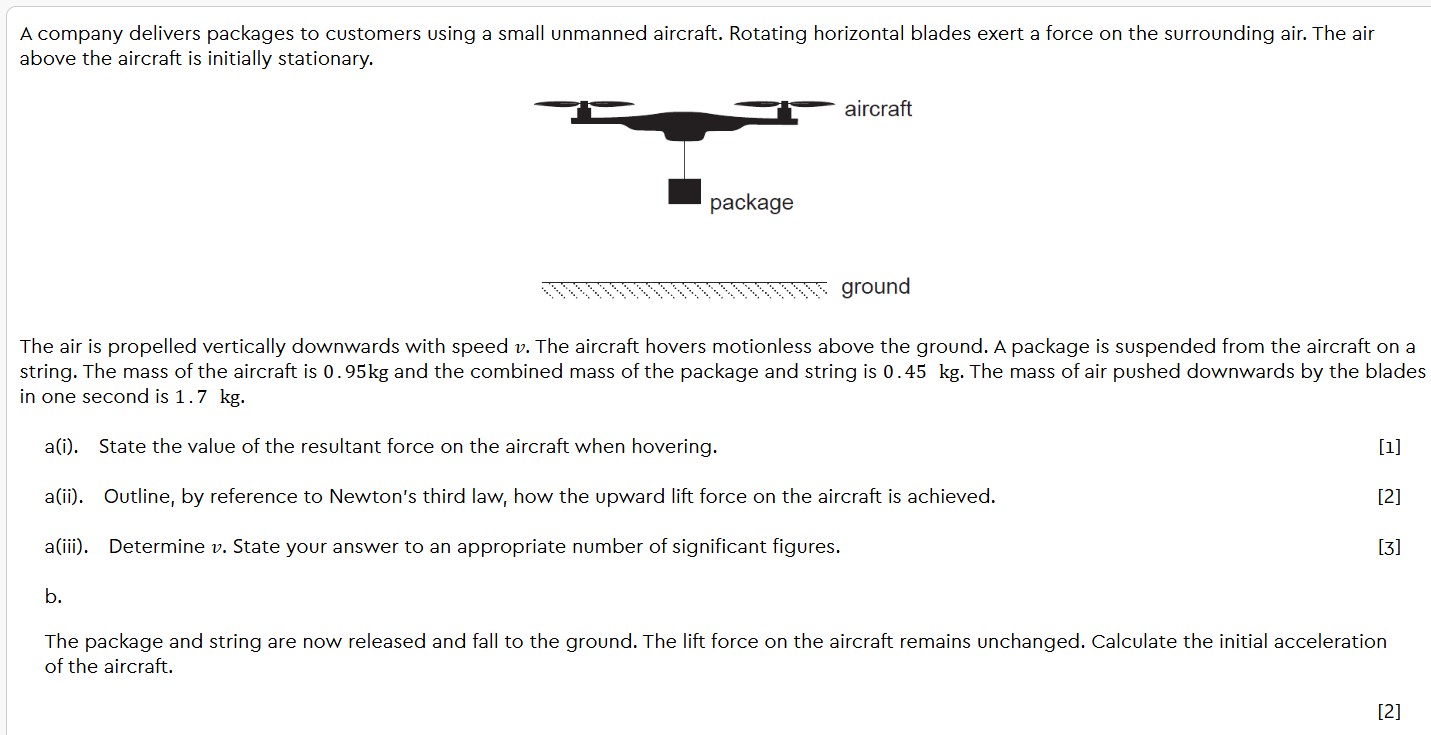 A company delivers packages to customers using a small unmanned aircraft. Rotating horizontal blades exert a force on the surrounding air. The air
above the aircraft is initially stationary.
aircraft
package
ground
The air is propelled vertically downwards with speed v. The aircraft hovers motionless above the ground. A package is suspended from the aircraft on a
string. The mass of the aircraft is 0.95kg and the combined mass of the package and string is 0.45 kg. The mass of air pushed downwards by the blades
in one second is 1.7 kg.
a(i). State the value of the resultant force on the aircraft when hovering. [1]
a(ii). Outline, by reference to Newton's third law, how the upward lift force on the aircraft is achieved. [2]
a(iii). Determine v. State your answer to an appropriate number of significant figures. [3]
b.
The package and string are now released and fall to the ground. The lift force on the aircraft remains unchanged. Calculate the initial acceleration
of the aircraft.
[2]